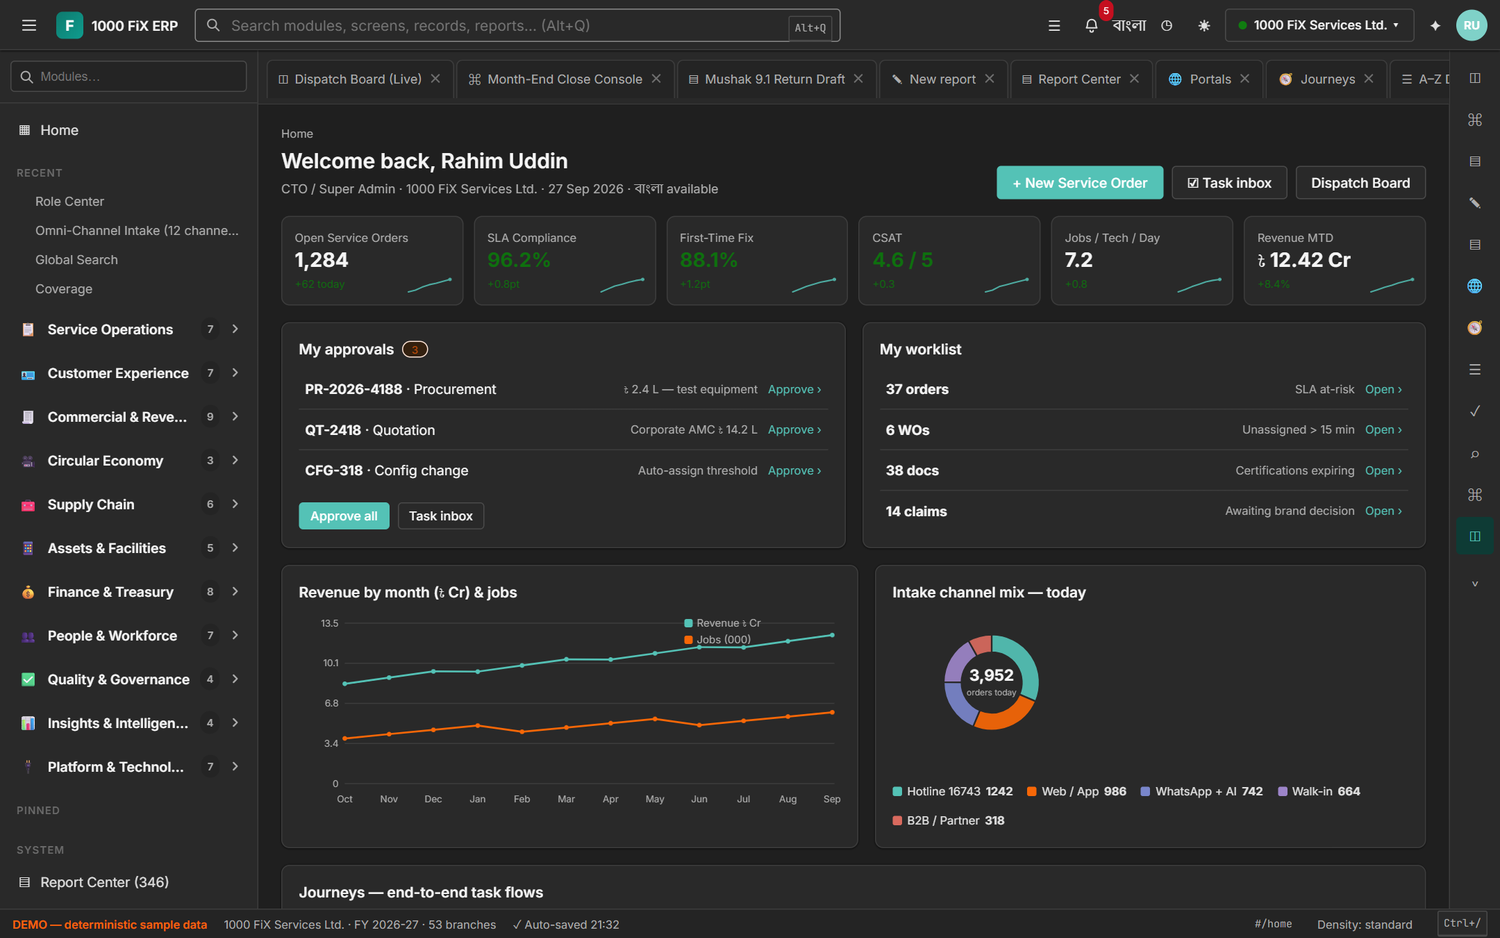 1000 FiX ERP
Search modules, screens, records, reports... (Alt+Q)
Alt+Q
5
বাংলা
1000 FiX Services Ltd.
RU
Modules...
Dispatch Board (Live)
Month-End Close Console
Mushak 9.1 Return Draft
New report
Report Center
Portals
Journeys
A–Z D
Home
RECENT
Role Center
Omni-Channel Intake (12 channe...
Global Search
Coverage
Service Operations 7
Customer Experience 7
Commercial & Reve... 9
Circular Economy 3
Supply Chain 6
Assets & Facilities 5
Finance & Treasury 8
People & Workforce 7
Quality & Governance 4
Insights & Intelligen... 4
Platform & Technol... 7
PINNED
SYSTEM
Report Center (346)
Home
Welcome back, Rahim Uddin
CTO / Super Admin · 1000 FiX Services Ltd. · 27 Sep 2026 · বাংলা available
+ New Service Order
Task inbox
Dispatch Board
Open Service Orders
1,284
+62 today
SLA Compliance
96.2%
+0.8pt
First-Time Fix
88.1%
+1.2pt
CSAT
4.6 / 5
+0.3
Jobs / Tech / Day
7.2
+0.8
Revenue MTD
৳ 12.42 Cr
+8.4%
My approvals 3
PR-2026-4188 · Procurement ৳ 2.4 L — test equipment Approve ›
QT-2418 · Quotation Corporate AMC ৳ 14.2 L Approve ›
CFG-318 · Config change Auto-assign threshold Approve ›
Approve all
Task inbox
My worklist
37 orders SLA at-risk Open ›
6 WOs Unassigned > 15 min Open ›
38 docs Certifications expiring Open ›
14 claims Awaiting brand decision Open ›
Revenue by month (৳ Cr) & jobs
Revenue ৳ Cr
Jobs (000)
13.5
10.1
6.8
3.4
0
Oct Nov Dec Jan Feb Mar Apr May Jun Jul Aug Sep
Intake channel mix — today
3,952
orders today
Hotline 16743 1242 Web / App 986 WhatsApp + AI 742 Walk-in 664
B2B / Partner 318
Journeys — end-to-end task flows
DEMO — deterministic sample data
1000 FiX Services Ltd. · FY 2026-27 · 53 branches
✓ Auto-saved 21:32
#/home
Density: standard
Ctrl+/